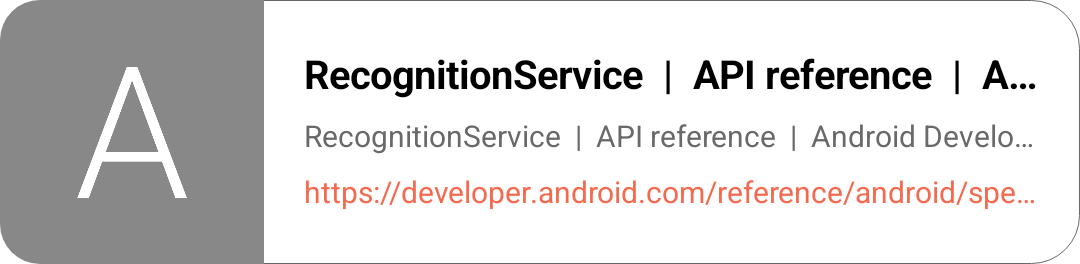 A
RecognitionService | API reference | A...
RecognitionService | API reference | Android Develo...
https://developer.android.com/reference/android/spe...